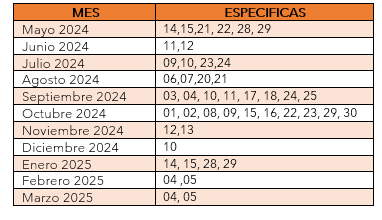 MES ESPECIFICAS
Mayo 2024 14,15,21, 22, 28, 29
Junio 2024 11,12
Julio 2024 09,10, 23,24
Agosto 2024 06,07,20,21
Septiembre 2024 03, 04, 10, 11, 17, 18, 24, 25
Octubre 2024 01, 02, 08, 09, 15, 16, 22, 23, 29, 30
Noviembre 2024 12,13
Diciembre 2024 10
Enero 2025 14, 15, 28, 29
Febrero 2025 04 ,05
Marzo 2025 04, 05